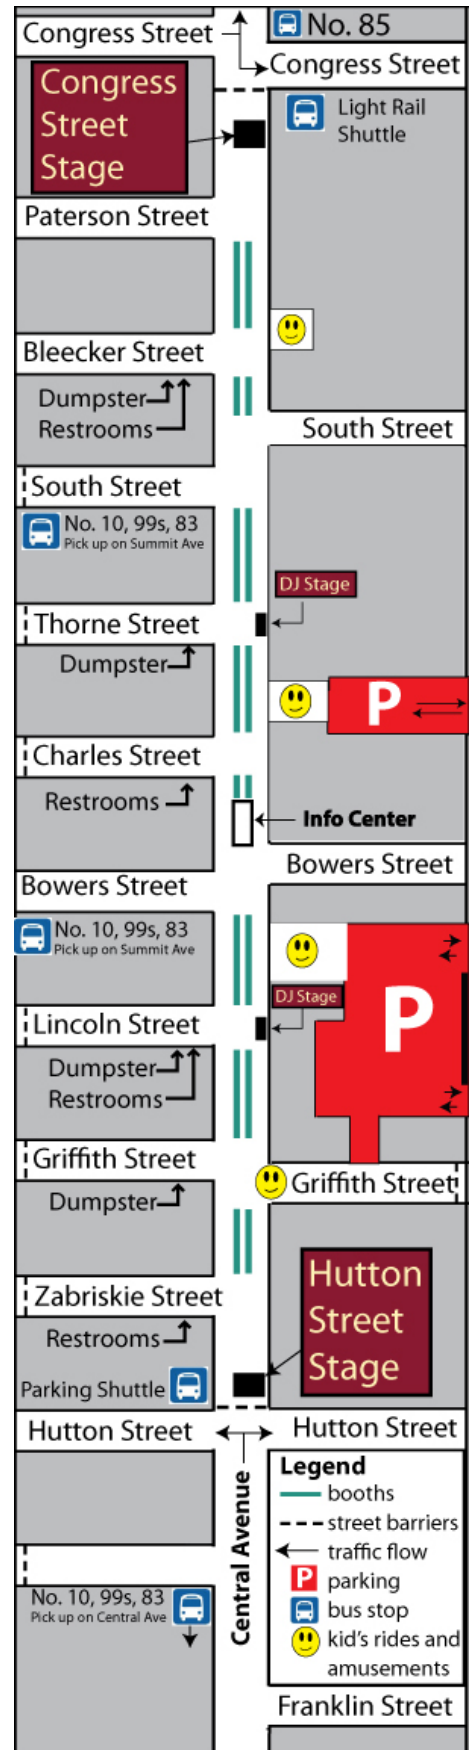 No. 85
Congress Street
Congress Street
Congress
Street
Stage
Light Rail
Shuttle
Paterson Street
Bleecker Street
Dumpster
Restrooms
South Street
South Street
No. 10, 99s, 83
Pick up on Summit Ave
DJ Stage
Thorne Street
Dumpster
P
Charles Street
Restrooms
Info Center
Bowers Street
Bowers Street
No. 10, 99s, 83
Pick up on Summit Ave
DJ Stage
P
Lincoln Street
Dumpster
Restrooms
Griffith Street
Griffith Street
Dumpster
Hutton
Street
Stage
Zabriskie Street
Restrooms
Parking Shuttle
Hutton Street
Hutton Street
Central Avenue
Legend
booths
street barriers
traffic flow
P parking
bus stop
kid's rides and
amusements
No. 10, 99s, 83
Pick up on Central Ave
Franklin Street